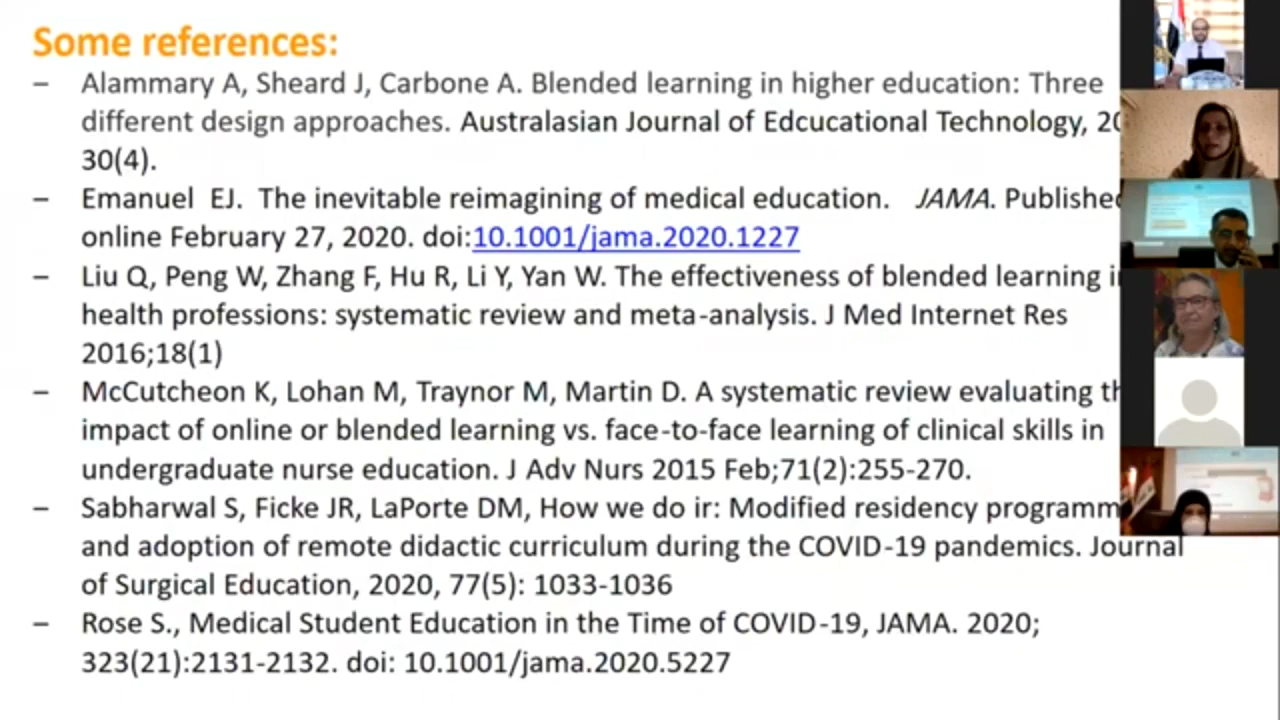 Some references:
– Alammary A, Sheard J, Carbone A. Blended learning in higher education: Three
different design approaches. Australasian Journal of Edcucational Technology,
30(4).
– Emanuel EJ. The inevitable reimagining of medical education. JAMA. Published
online February 27, 2020. doi:10.1001/jama.2020.1227
– Liu Q, Peng W, Zhang F, Hu R, Li Y, Yan W. The effectiveness of blended learning
health professions: systematic review and meta-analysis. J Med Internet Res
2016;18(1)
– McCutcheon K, Lohan M, Traynor M, Martin D. A systematic review evaluating
impact of online or blended learning vs. face-to-face learning of clinical skills in
undergraduate nurse education. J Adv Nurs 2015 Feb;71(2):255-270.
– Sabharwal S, Ficke JR, LaPorte DM, How we do ir: Modified residency programm
and adoption of remote didactic curriculum during the COVID-19 pandemics. Journal
of Surgical Education, 2020, 77(5): 1033-1036
– Rose S., Medical Student Education in the Time of COVID-19, JAMA. 2020;
323(21):2131-2132. doi: 10.1001/jama.2020.5227